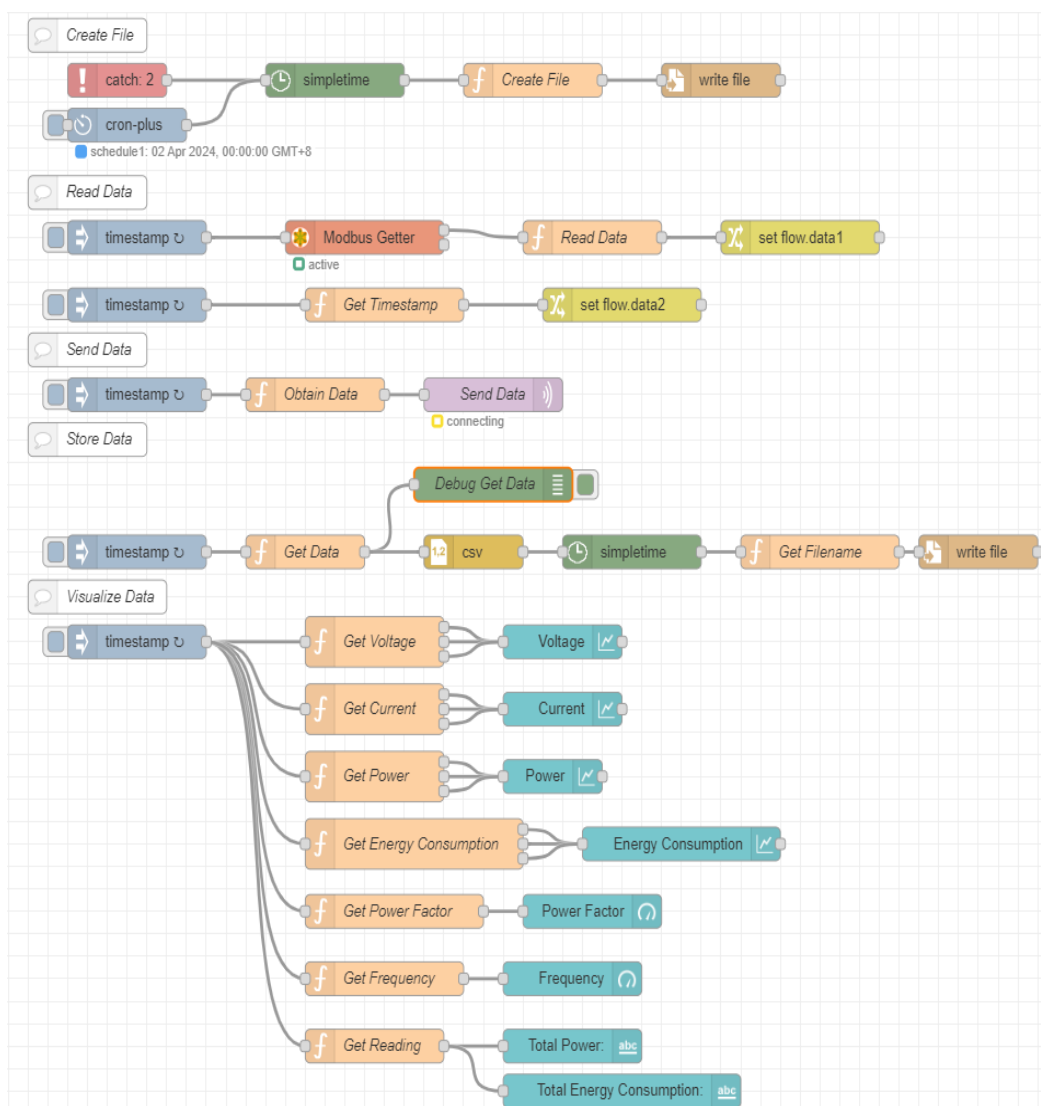 Create File
catch: 2
simpletime
Create File
write file
cron-plus
schedule1: 02 Apr 2024, 00:00:00 GMT+8
Read Data
timestamp ↻
Modbus Getter
Read Data
set flow.data1
active
timestamp ↻
Get Timestamp
set flow.data2
Send Data
timestamp ↻
Obtain Data
Send Data
connecting
Store Data
Debug Get Data
timestamp ↻
Get Data
1,2
csv
simpletime
Get Filename
write file
Visualize Data
timestamp ↻
Get Voltage
Voltage
Get Current
Current
Get Power
Power
Get Energy Consumption
Energy Consumption
Get Power Factor
Power Factor
Get Frequency
Frequency
Get Reading
Total Power:
abc
Total Energy Consumption:
abc